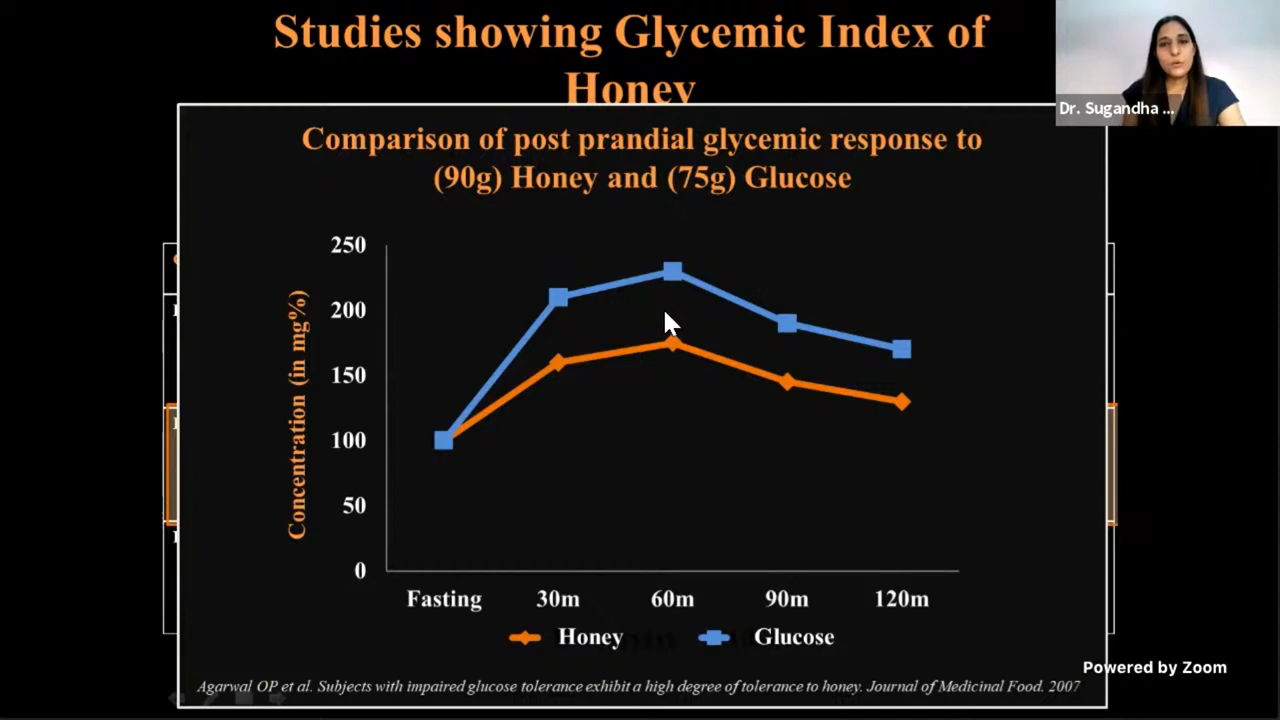 Studies showing Glycemic Index of
Honey
Dr. Sugandha ...
Comparison of post prandial glycemic response to
(90g) Honey and (75g) Glucose
Concentration (in mg%)
250
200
150
100
50
0
Fasting 30m 60m 90m 120m
Honey Glucose
Agarwal OP et al. Subjects with impaired glucose tolerance exhibit a high degree of tolerance to honey. Journal of Medicinal Food. 2007
Powered by Zoom